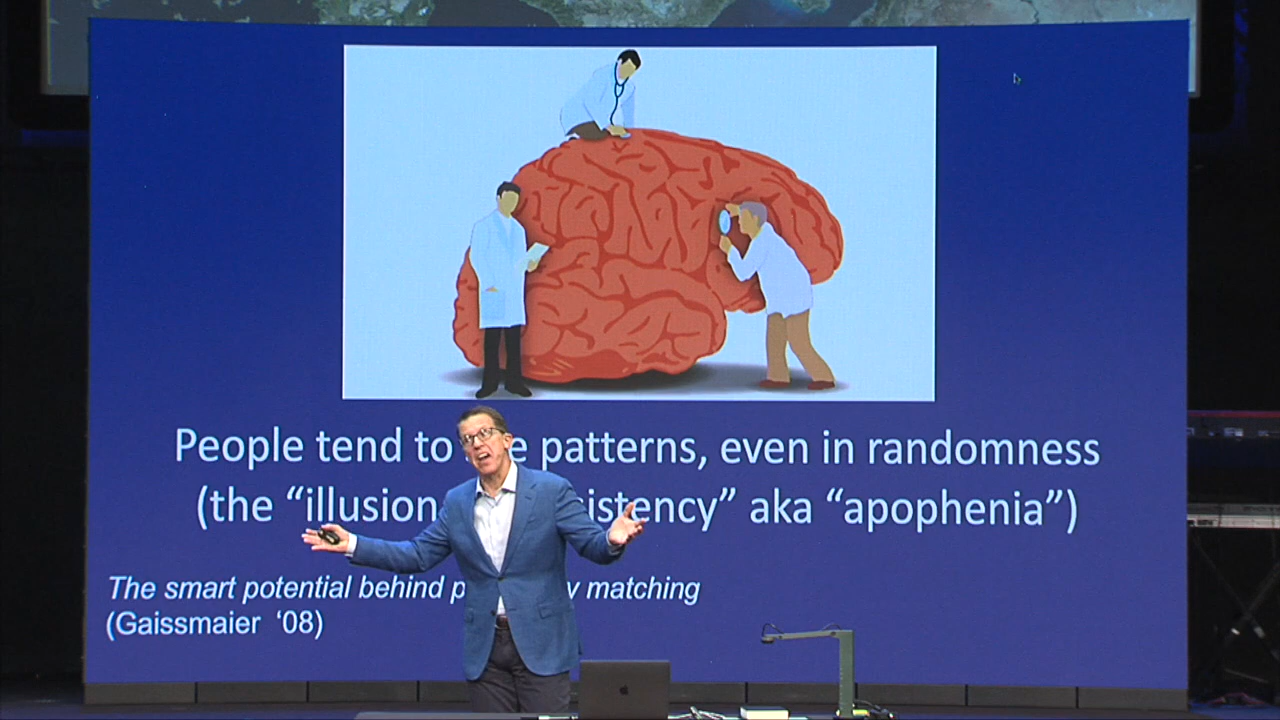 People tend to patterns, even in randomness
(the “illusion aka “apophenia”)
The smart potential behind matching
(Gaissmaier ‘08)